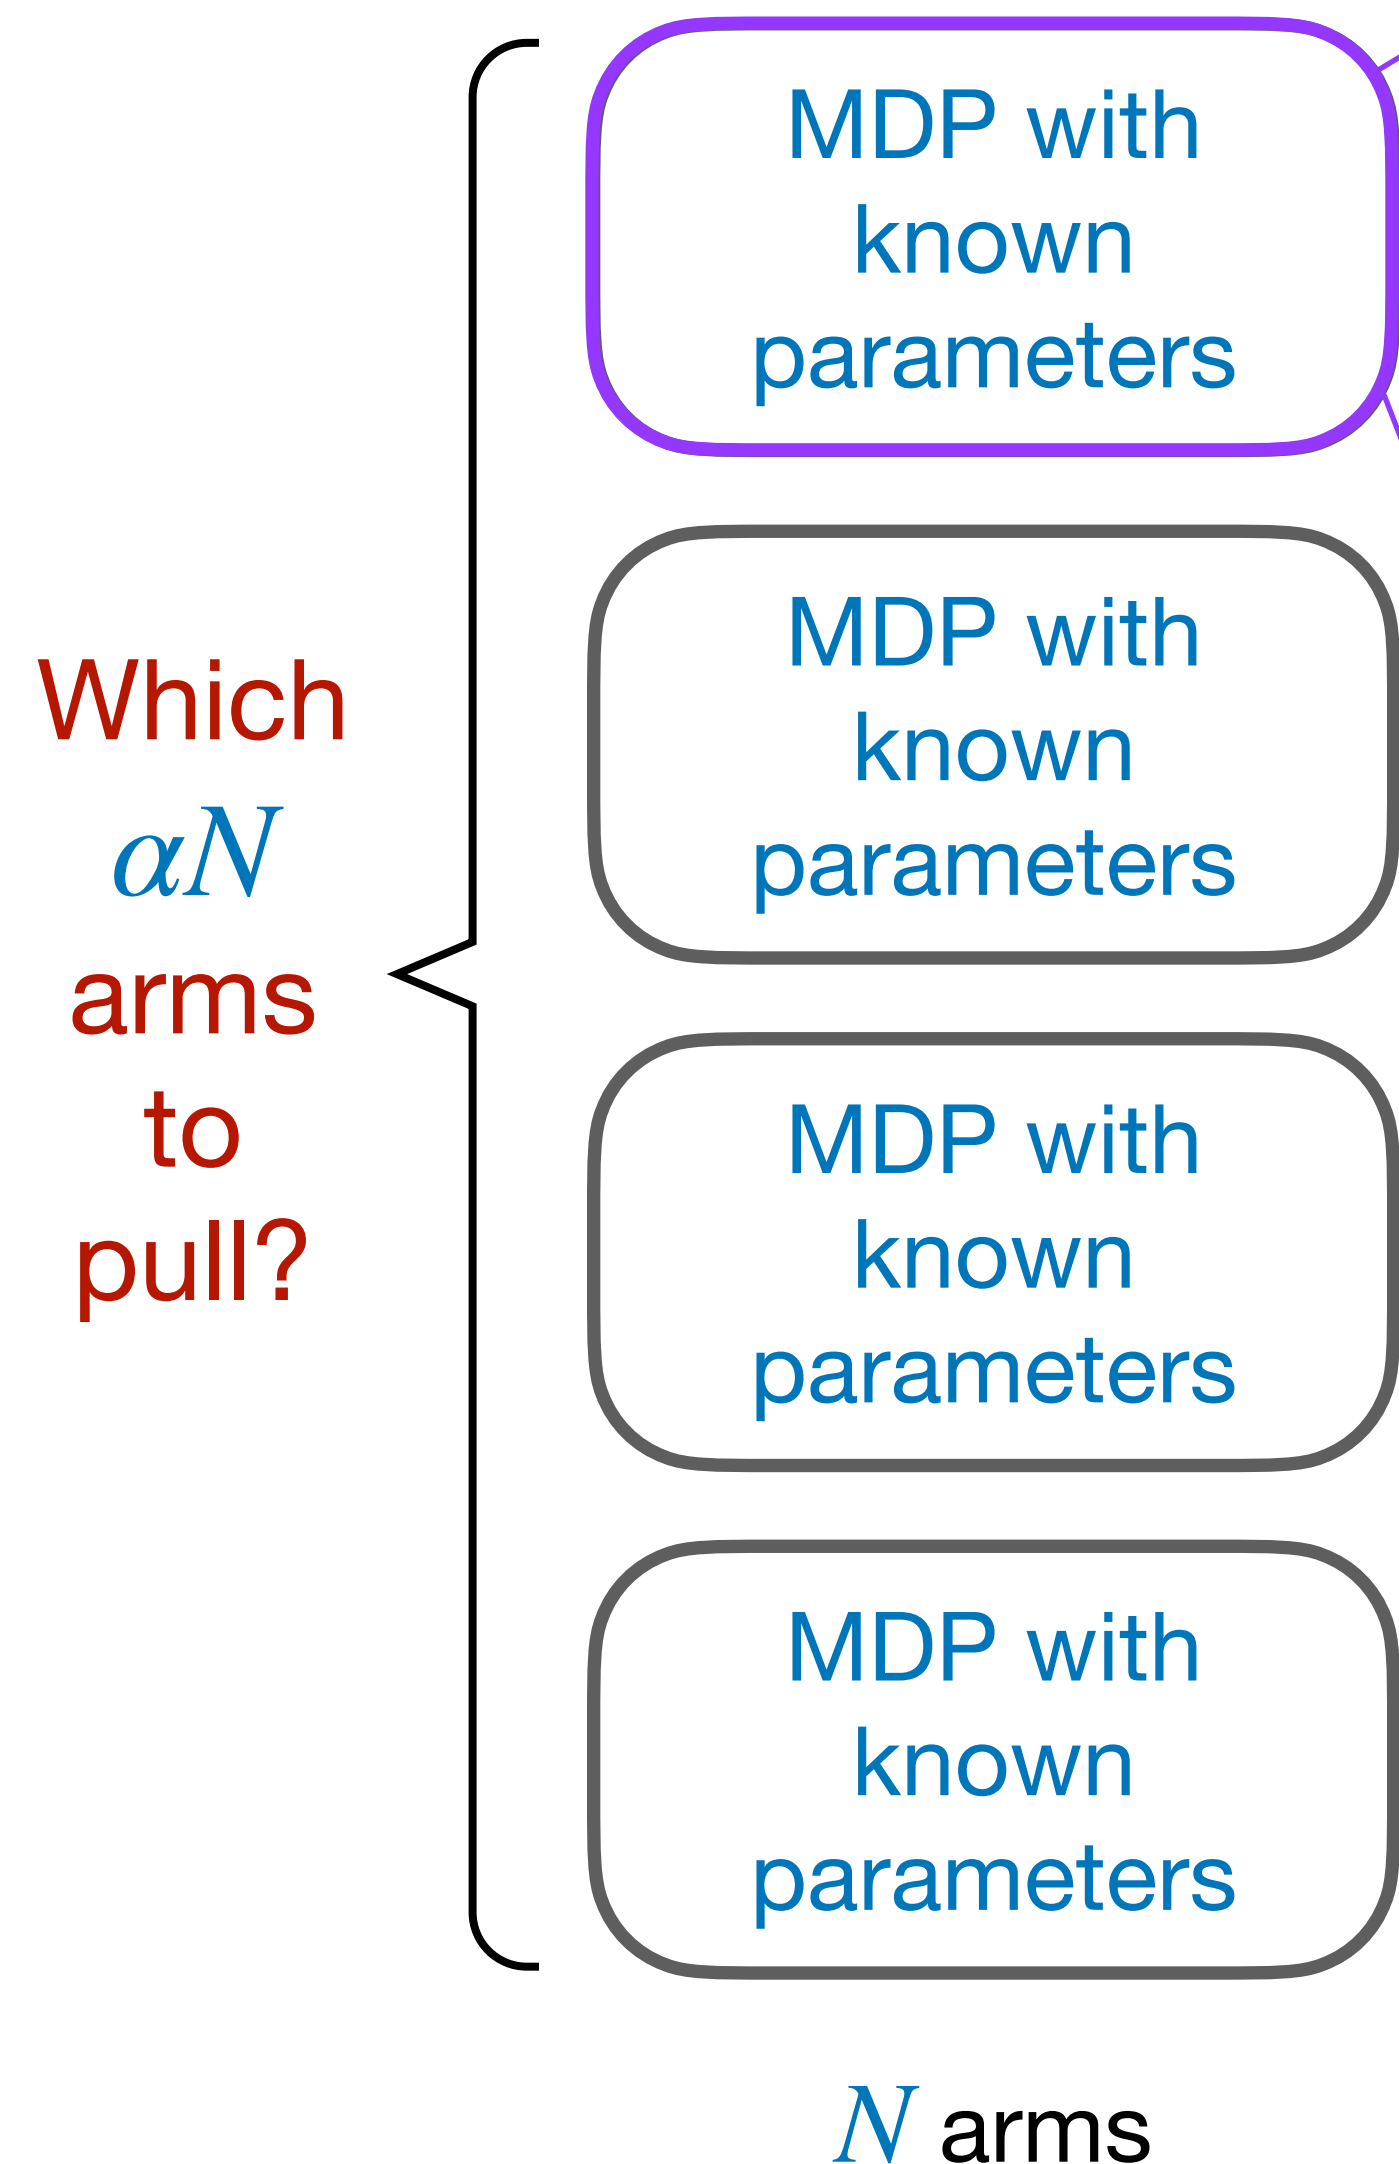 Which
αN
arms
to
pull?
MDP with
known
parameters
MDP with
known
parameters
MDP with
known
parameters
MDP with
known
parameters
N arms